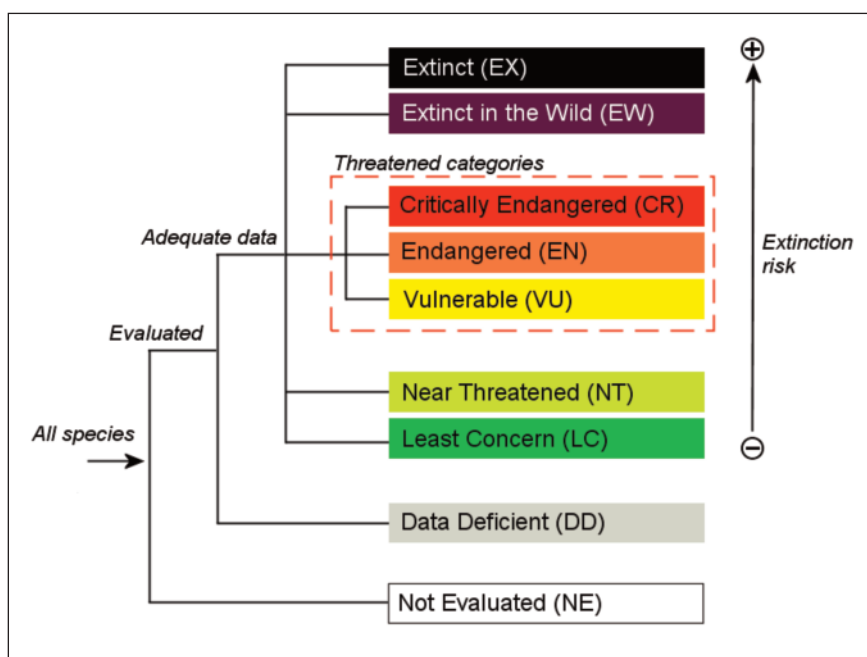 Extinct (EX)
Extinct in the Wild (EW)
Threatened categories
Critically Endangered (CR)
Adequate data
Endangered (EN)
Extinction
risk
Vulnerable (VU)
Evaluated
Near Threatened (NT)
All species
Least Concern (LC)
Data Deficient (DD)
Not Evaluated (NE)